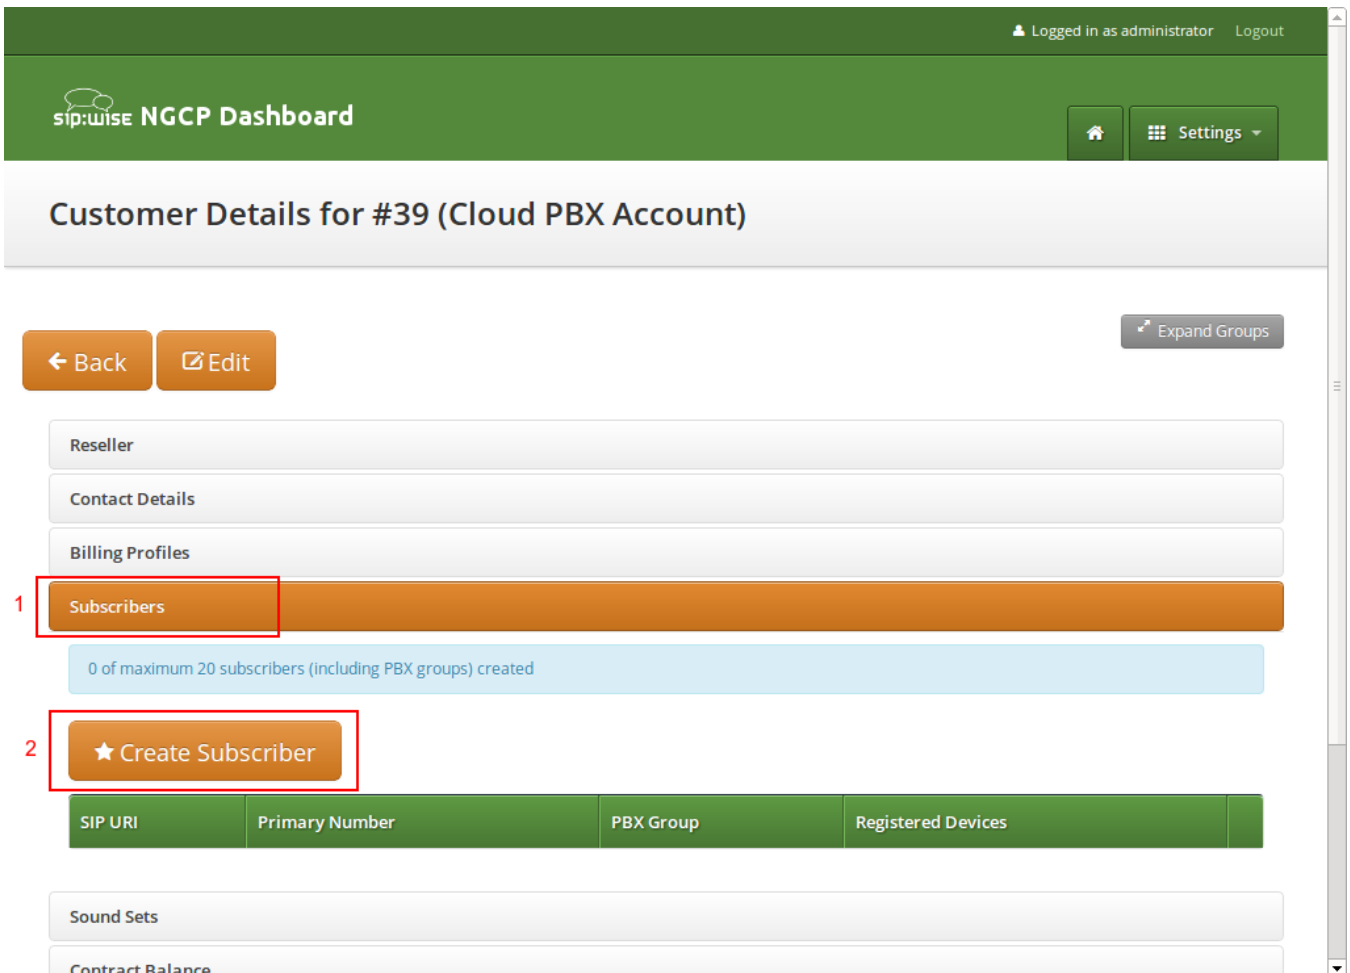 Logged in as administrator Logout
sip:wise NGCP Dashboard
Settings
Customer Details for #39 (Cloud PBX Account)
Expand Groups
Back Edit
Reseller
Contact Details
Billing Profiles
1 Subscribers
0 of maximum 20 subscribers (including PBX groups) created
2 Create Subscriber
SIP URI Primary Number PBX Group Registered Devices
Sound Sets
Contract Balance